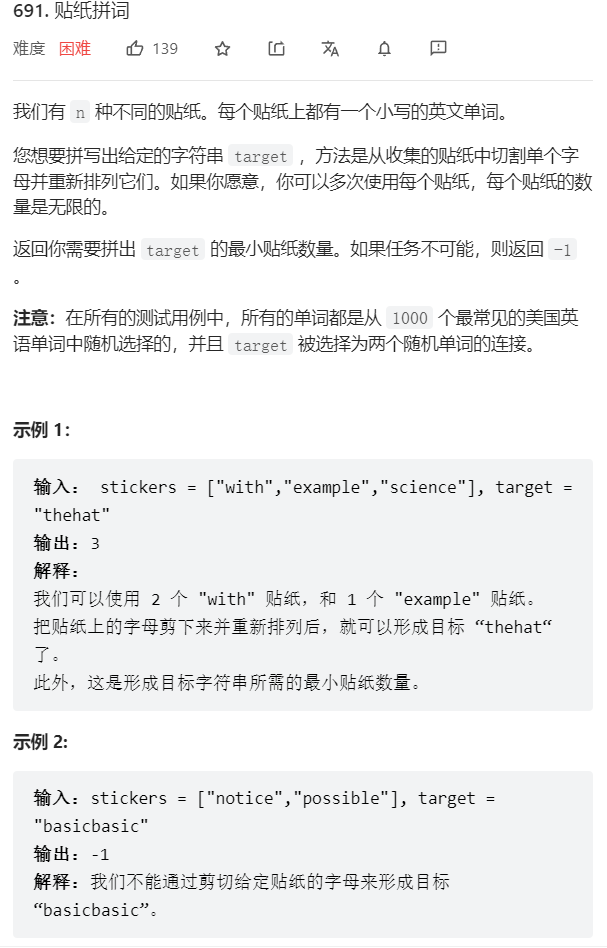 691. 贴纸拼词
难度 困难 139
我们有 n 种不同的贴纸。每个贴纸上都有一个小写的英文单词。
您想要拼写出给定的字符串 target ，方法是从收集的贴纸中切割单个字
母并重新排列它们。如果你愿意，你可以多次使用每个贴纸，每个贴纸的数
量是无限的。
返回你需要拼出 target 的最小贴纸数量。如果任务不可能，则返回 -1
。
注意：在所有的测试用例中，所有的单词都是从 1000 个最常见的美国英
语单词中随机选择的，并且 target 被选择为两个随机单词的连接。
示例 1：
输入： stickers = ["with","example","science"], target =
"thehat"
输出：3
解释：
我们可以使用 2 个 "with" 贴纸，和 1 个 "example" 贴纸。
把贴纸上的字母剪下来并重新排列后，就可以形成目标 “thehat“
了。
此外，这是形成目标字符串所需的最小贴纸数量。
示例 2:
输入：stickers = ["notice","possible"], target =
"basicbasic"
输出：-1
解释：我们不能通过剪切给定贴纸的字母来形成目标
“basicbasic”。